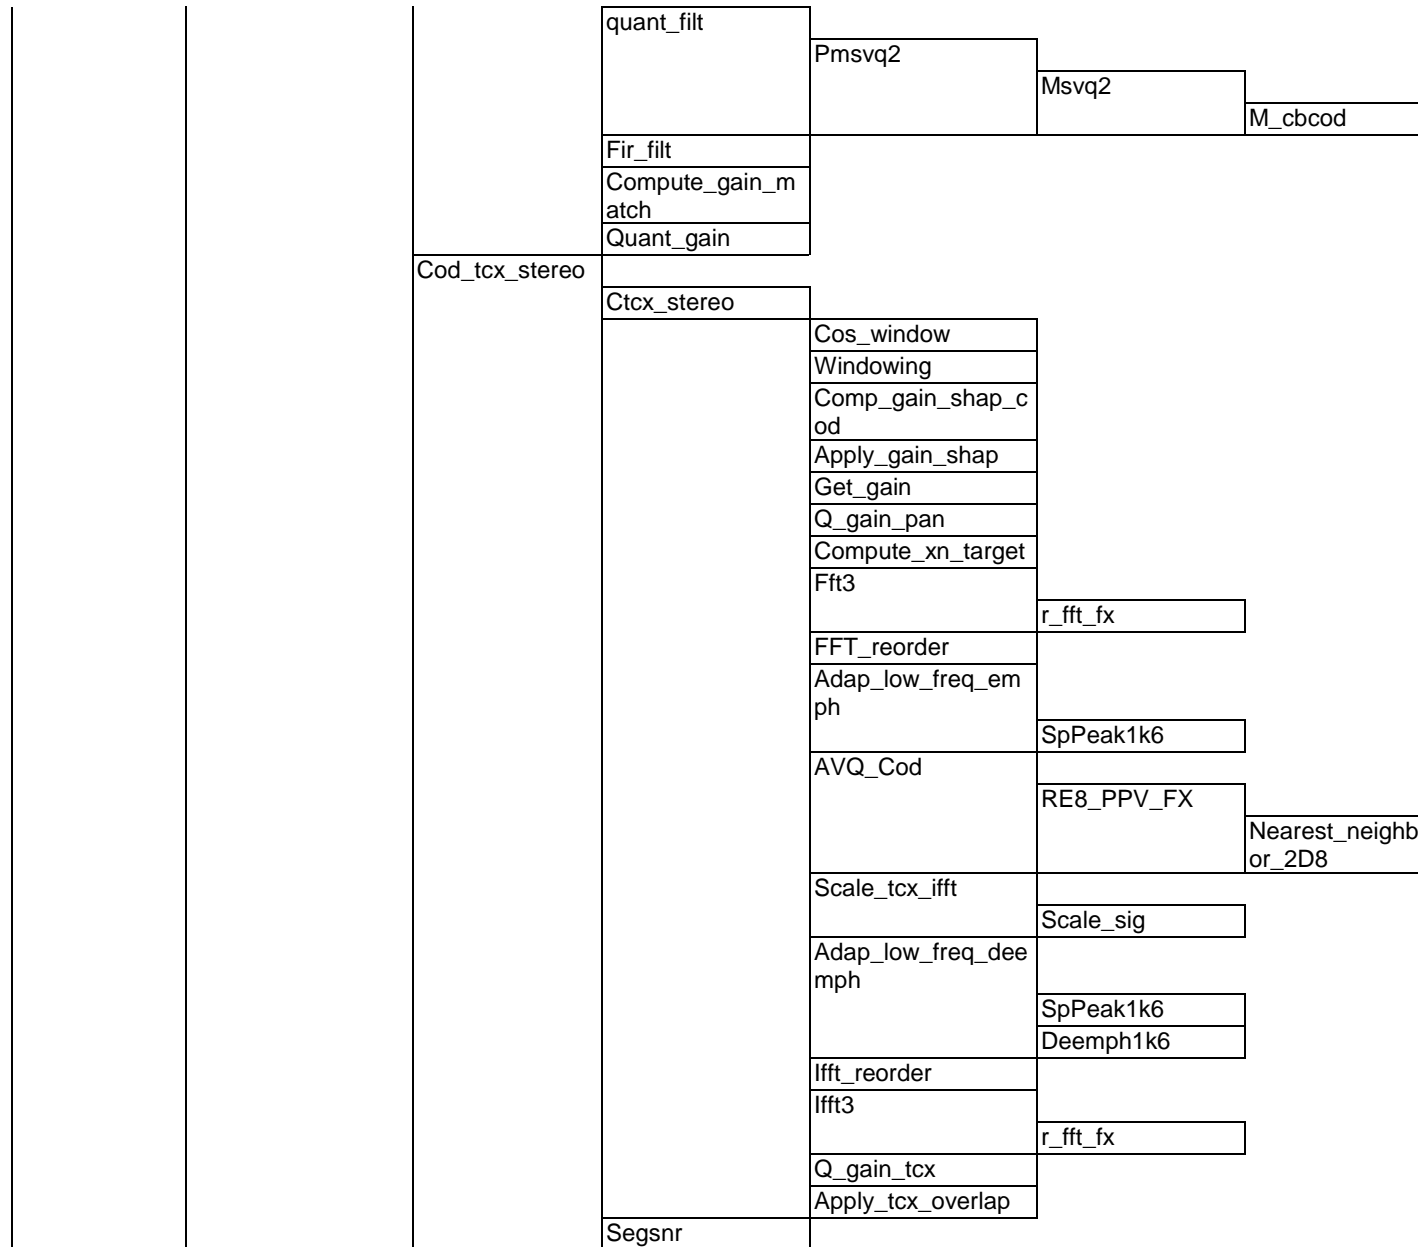 quant_filt
Pmsvq2
Msvq2
M_cbcod
Fir_filt
Compute_gain_m
atch
Quant_gain
Cod_tcx_stereo
Ctcx_stereo
Cos_window
Windowing
Comp_gain_shap_c
od
Apply_gain_shap
Get_gain
Q_gain_pan
Compute_xn_target
Fft3
r_fft_fx
FFT_reorder
Adap_low_freq_em
ph
SpPeak1k6
AVQ_Cod
RE8_PPV_FX
Nearest_neighb
or_2D8
Scale_tcx_ifft
Scale_sig
Adap_low_freq_dee
mph
SpPeak1k6
Deemph1k6
Ifft_reorder
Ifft3
r_fft_fx
Q_gain_tcx
Apply_tcx_overlap
Segsnr